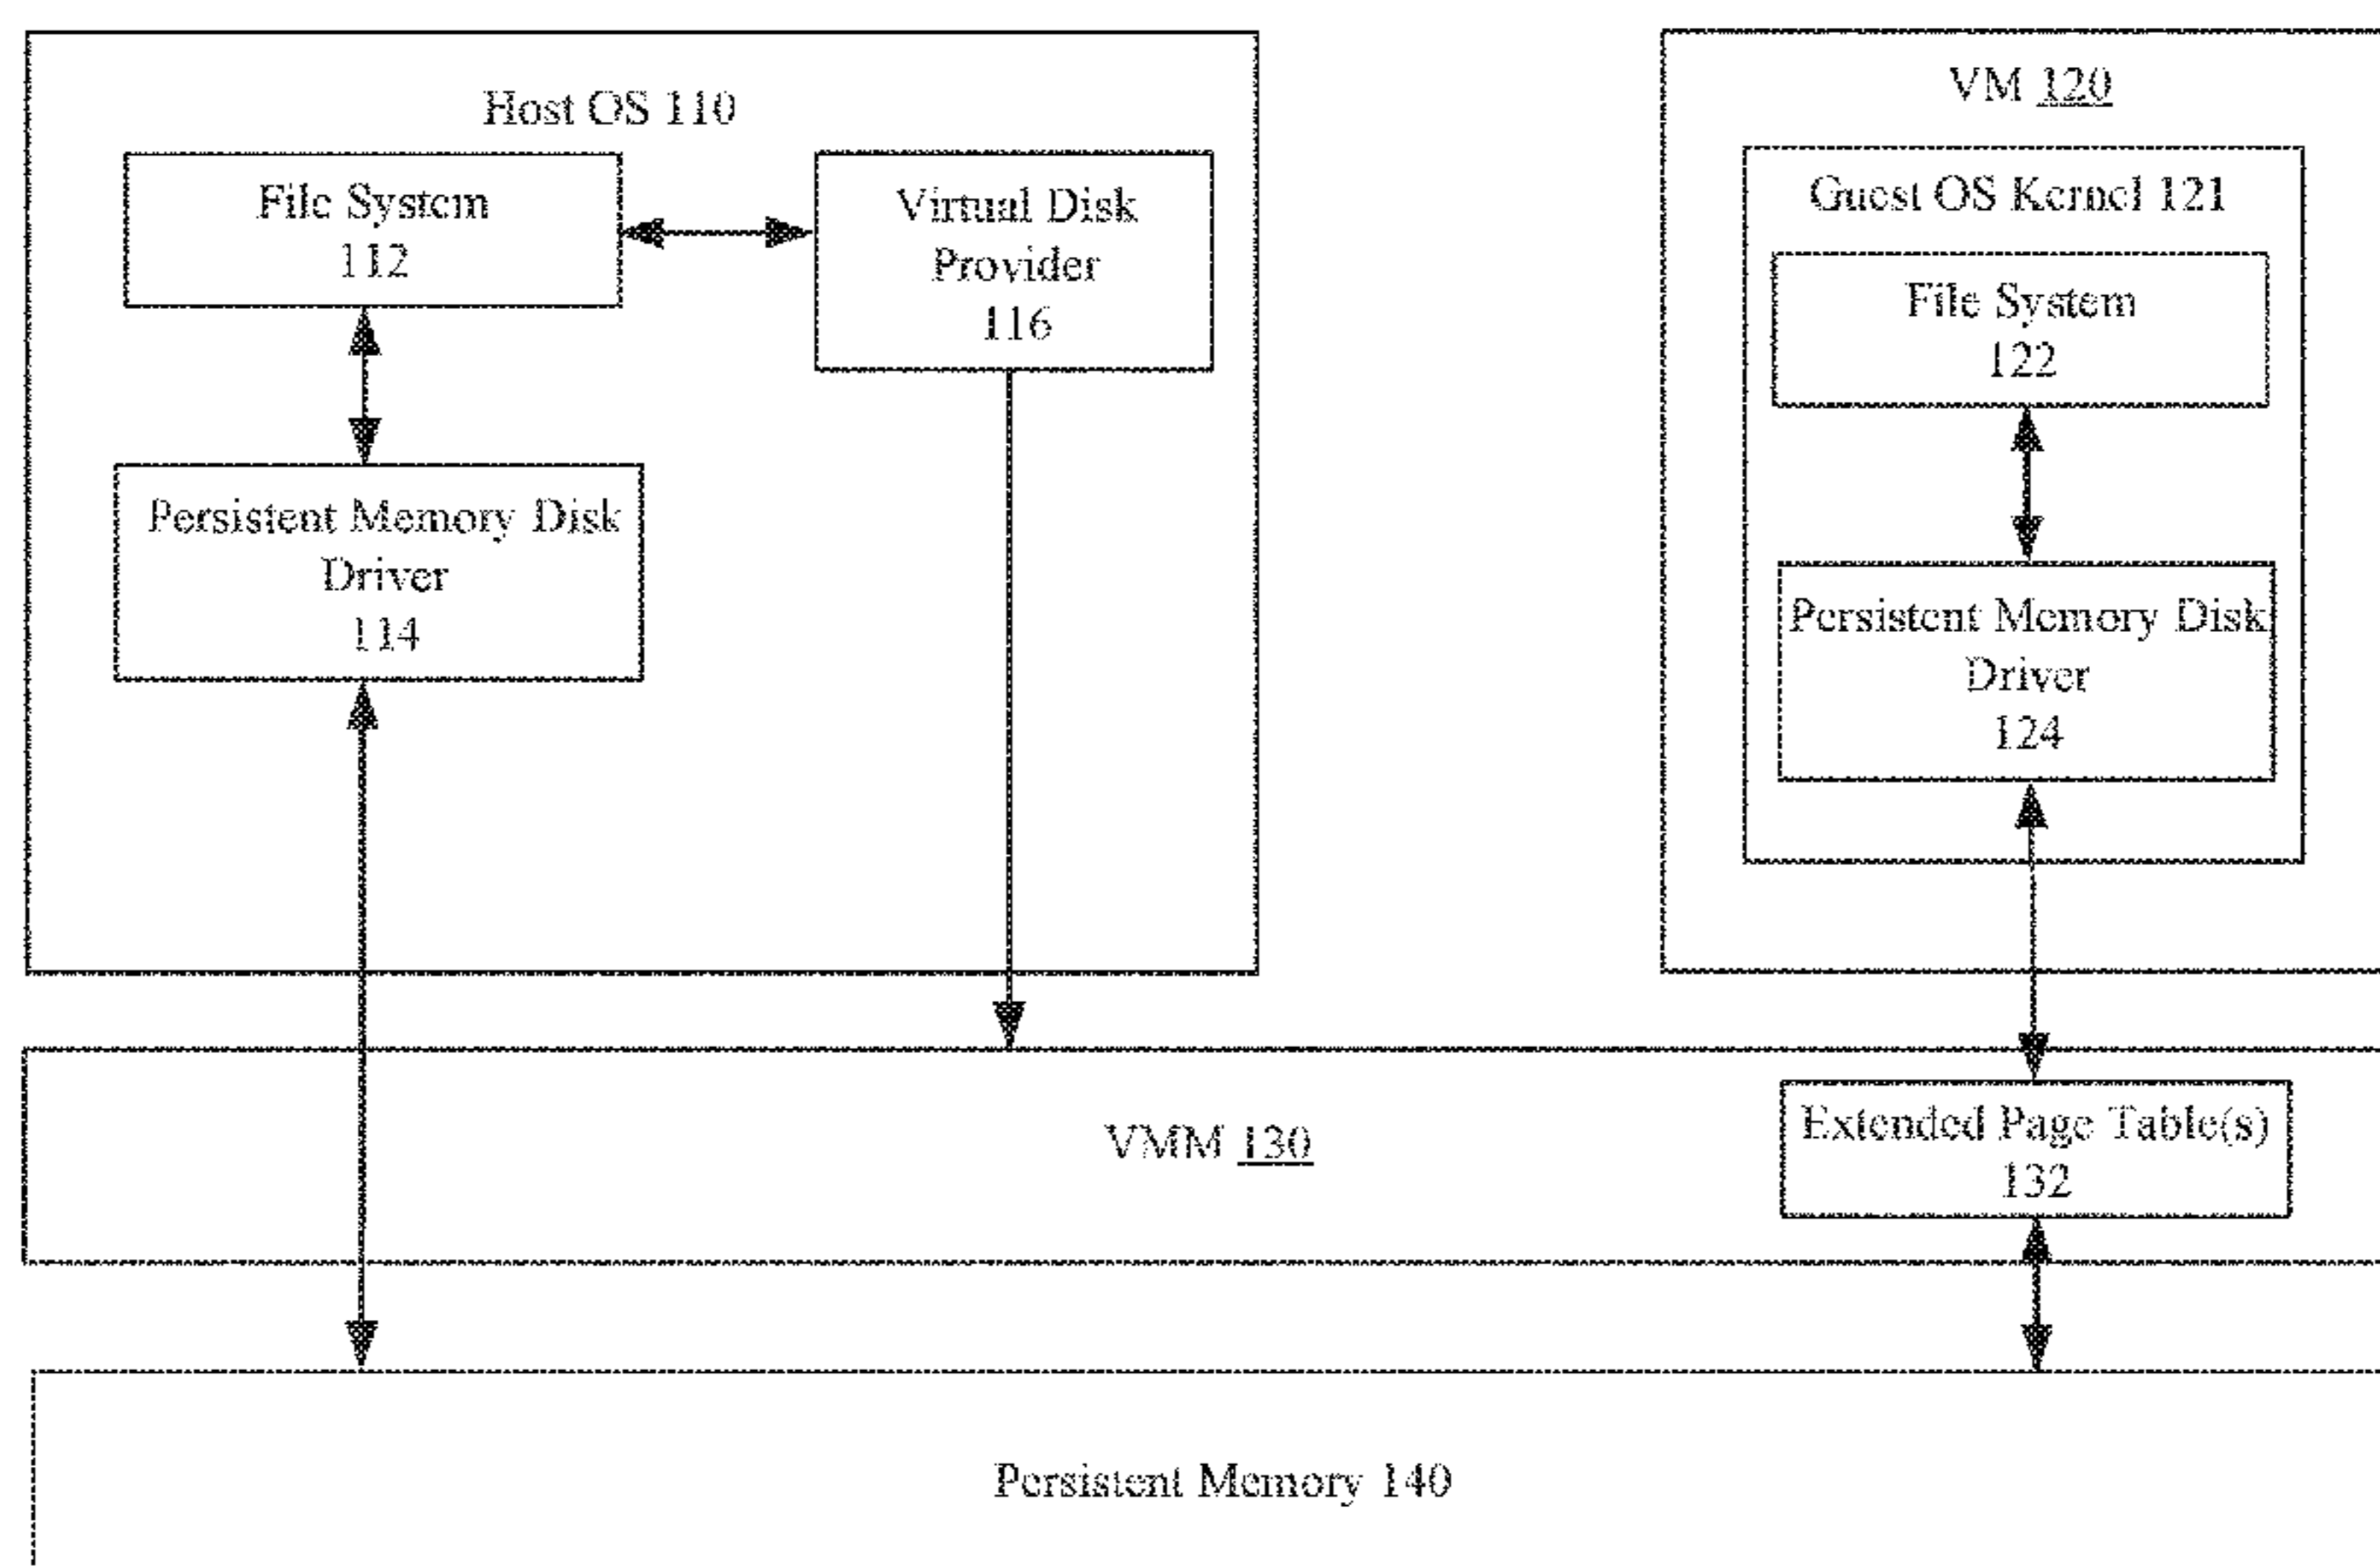 Host OS 110
File System
112
Virtual Disk
Provider
116
Persistent Memory Disk
Driver
114
VM 120
Guest OS Kernel 121
File System
122
Persistent Memory Disk
Driver
124
VMM 130
Extended Page Table(s)
132
Persistent Memory 140